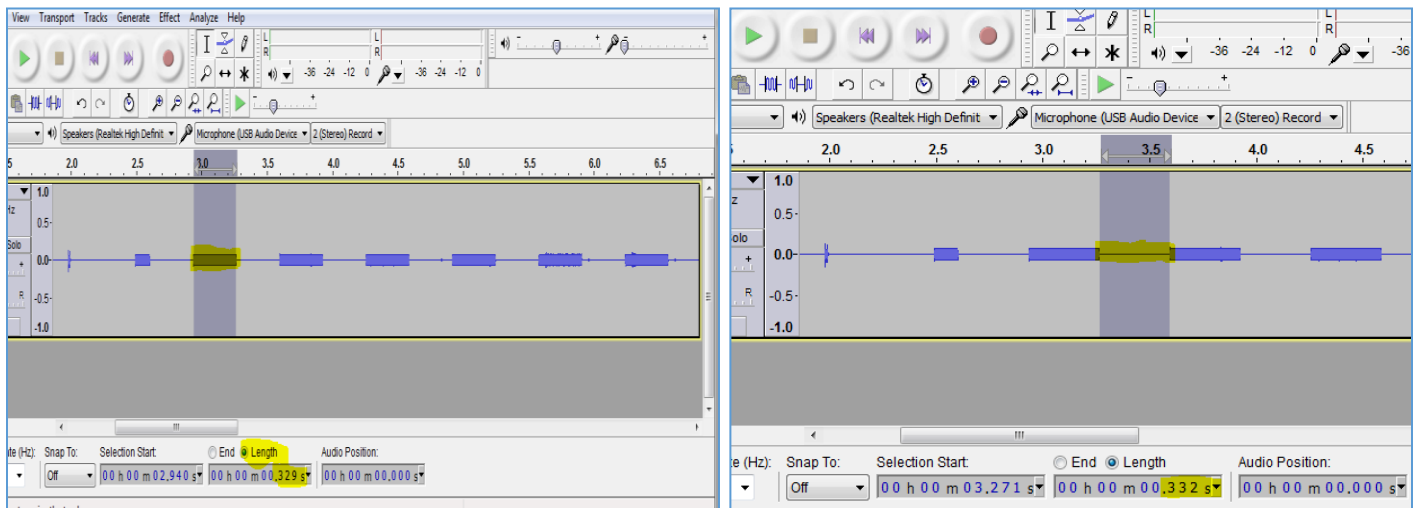 View Transport Tracks Generate Effect Analyze Help
L L
R R
-36 -24 -12 0 -36 -24 -12 0
Speakers (Realtek High Definit Microphone (USB Audio Device 2 (Stereo) Record
5 2.0 2.5 3.0 3.5 4.0 4.5 5.0 5.5 6.0 6.5
1.0
Hz
0.5-
Solo
0.0-
R
-0.5-
-1.0
te (Hz): Snap To: Selection Start: End Length Audio Position:
Off 00 h 00 m 02.940 s 00 h 00 m 00.329 s 00 h 00 m 00.000 s
L L
R R
-36 -24 -12 0 -36
Speakers (Realtek High Definit Microphone (USB Audio Device 2 (Stereo) Record
2.0 2.5 3.0 3.5 4.0 4.5
1.0
z
0.5-
olo
0.0-
R
-0.5-
-1.0
te (Hz): Snap To: Selection Start: End Length Audio Position:
Off 00 h 00 m 03.271 s 00 h 00 m 00.332 s 00 h 00 m 00.000 s